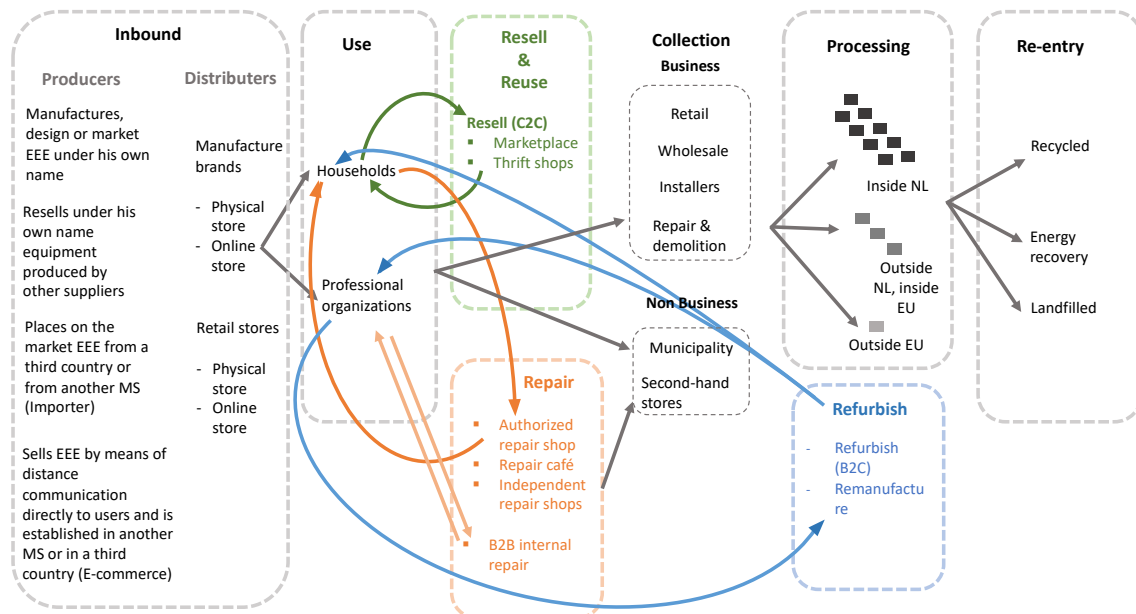 Inbound
Producers
Manufactures,
design or market
EEE under his own
name
Resells under his
own name
equipment
produced by
other suppliers
Places on the
market EEE from a
third country or
from another MS
(Importer)
Sells EEE by means of
distance
communication
directly to users and is
established in another
MS or in a third
country (E-commerce)
Distributers
Manufacture
brands
- Physical
store
- Online
store
Retail stores
- Physical
store
- Online
store
Use
Households
Professional
organizations
Resell
&
Reuse
Resell (C2C)
▪ Marketplace
▪ Thrift shops
Repair
▪ Authorized
repair shop
▪ Repair café
▪ Independent
repair shops
▪ B2B internal
repair
Collection
Business
Retail
Wholesale
Installers
Repair &
demolition
Non Business
Municipality
Second-hand
stores
Processing
Inside NL
Outside
NL, inside
EU
Outside EU
Refurbish
- Refurbish
(B2C)
- Remanufactu
re
Re-entry
Recycled
Energy
recovery
Landfilled